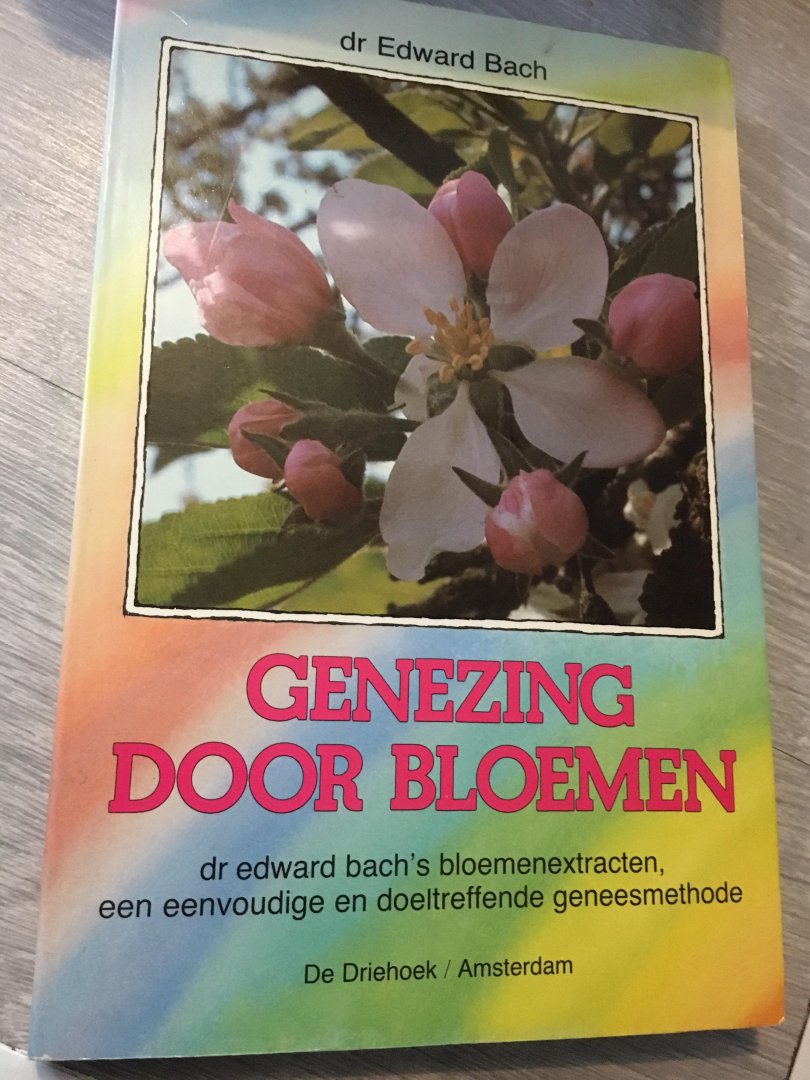 dr Edward Bach
GENEZING
DOOR BLOEMEN
dr edward bach's bloemenextracten,
een eenvoudige en doeltreffende geneesmethode
De Driehoek / Amsterdam